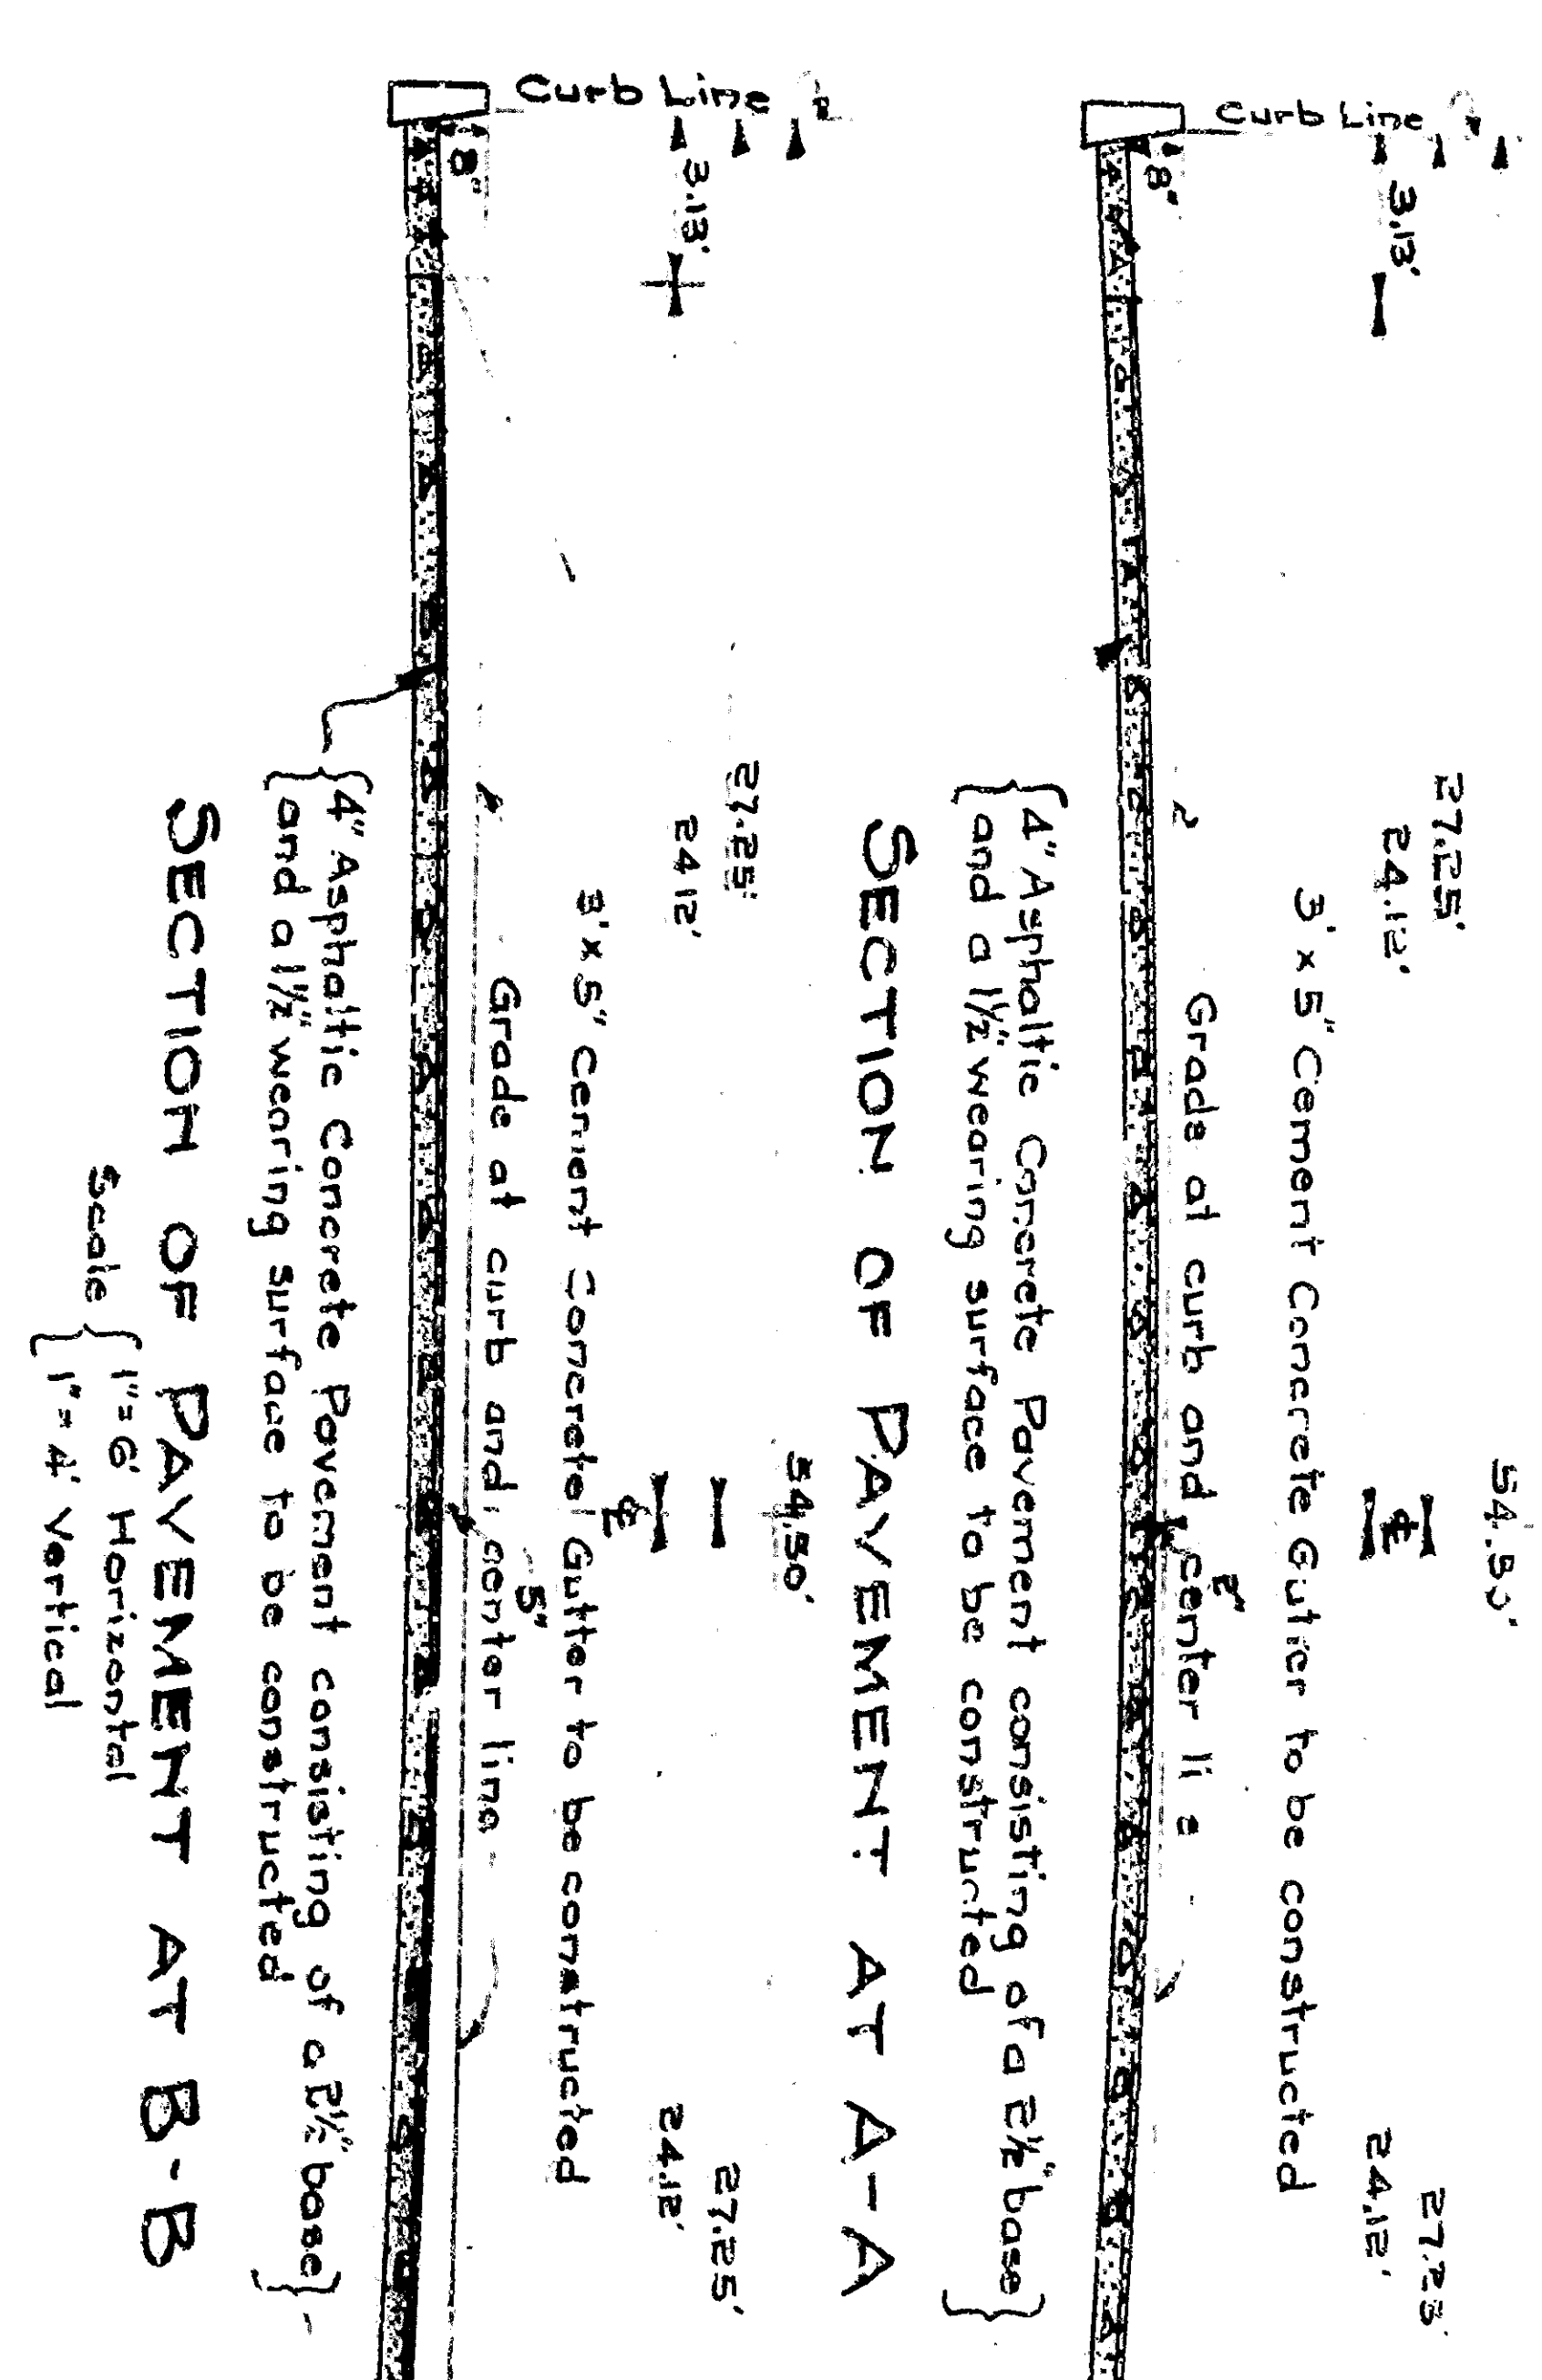 54.50'
27.25' 27.25'
3.13' 24.12' ℄ 24.12'
Curb Line
3' x 5" Cement Concrete Gutter to be constructed
8" Grade at curb and center line 2"
{4" Asphaltic Concrete Pavement consisting of a 2½" base}
{and a 1½" wearing surface to be constructed}
SECTION OF PAVEMENT AT A-A
54.50'
27.25' 27.25'
3.13' 24.12' ℄ 24.12'
Curb Line
3' x 5" Cement Concrete Gutter to be constructed
5"
8" Grade at curb and center line
{4" Asphaltic Concrete Pavement consisting of a 2½" base}
{and a 1½" wearing surface to be constructed}
SECTION OF PAVEMENT AT B-B
Scale {1" = 6' Horizontal
{1" = 4' Vertical